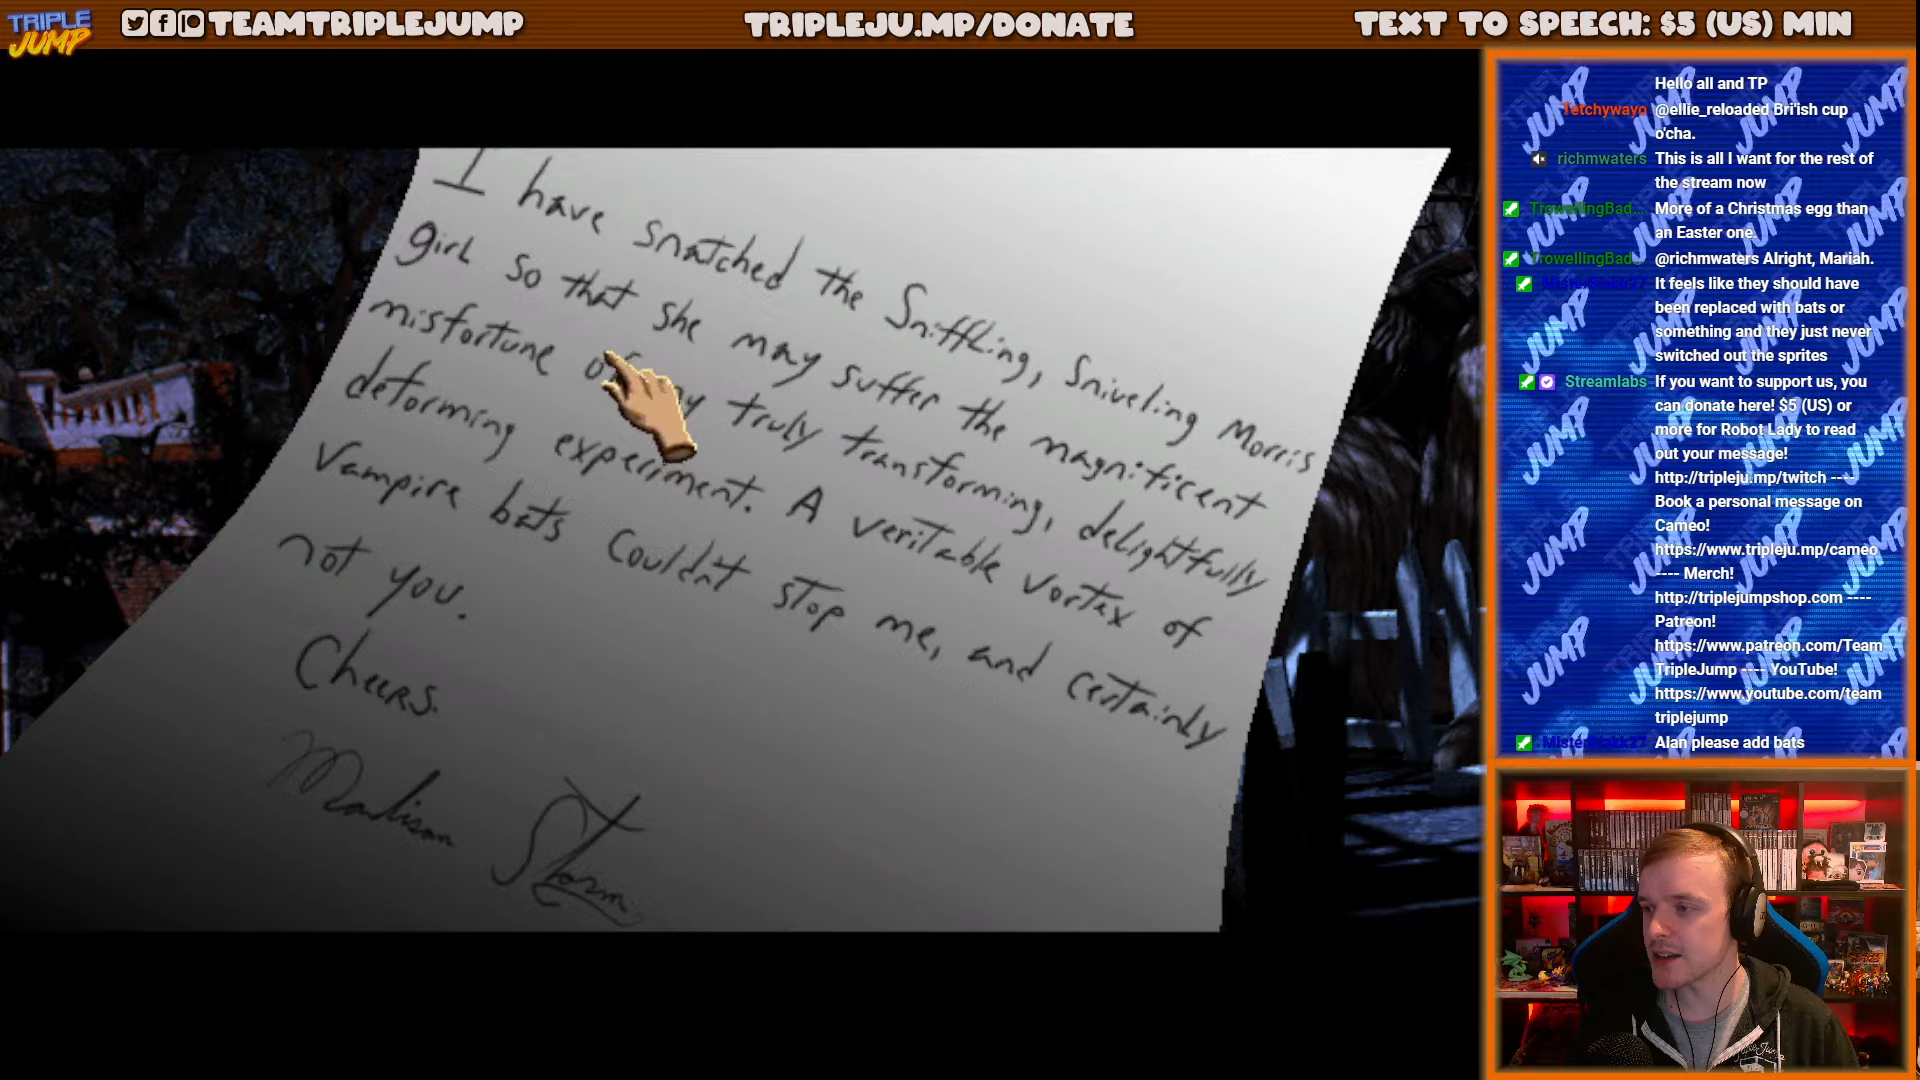 TRIPLE
JUMP
TEAMTRIPLEJUMP
TRIPLEJU.MP/DONATE
TEXT TO SPEECH: $5 (US) MIN
I have snatched the Sniffling, Sniveling Morris
girl so that she may suffer the magnificent
misfortune of my truly transforming, delightfully
deforming experiment. A veritable vortex of
vampire bats couldn't stop me, and certainly
not you.
Cheers.
Madison Storm
Hello all and TP
Tetchywayo @ellie_reloaded Bri'ish cup
o'cha.
richmwaters This is all I want for the rest of
the stream now
TrowellingBad... More of a Christmas egg than
an Easter one.
TrowellingBad... @richmwaters Alright, Mariah.
It feels like they should have
been replaced with bats or
something and they just never
switched out the sprites
Streamlabs If you want to support us, you
can donate here! $5 (US) or
more for Robot Lady to read
out your message!
http://tripleju.mp/twitch ----
Book a personal message on
Cameo!
https://www.tripleju.mp/cameo
---- Merch!
http://triplejumpshop.com ----
Patreon!
https://www.patreon.com/Team
TripleJump ---- YouTube!
https://www.youtube.com/team
triplejump
Alan please add bats